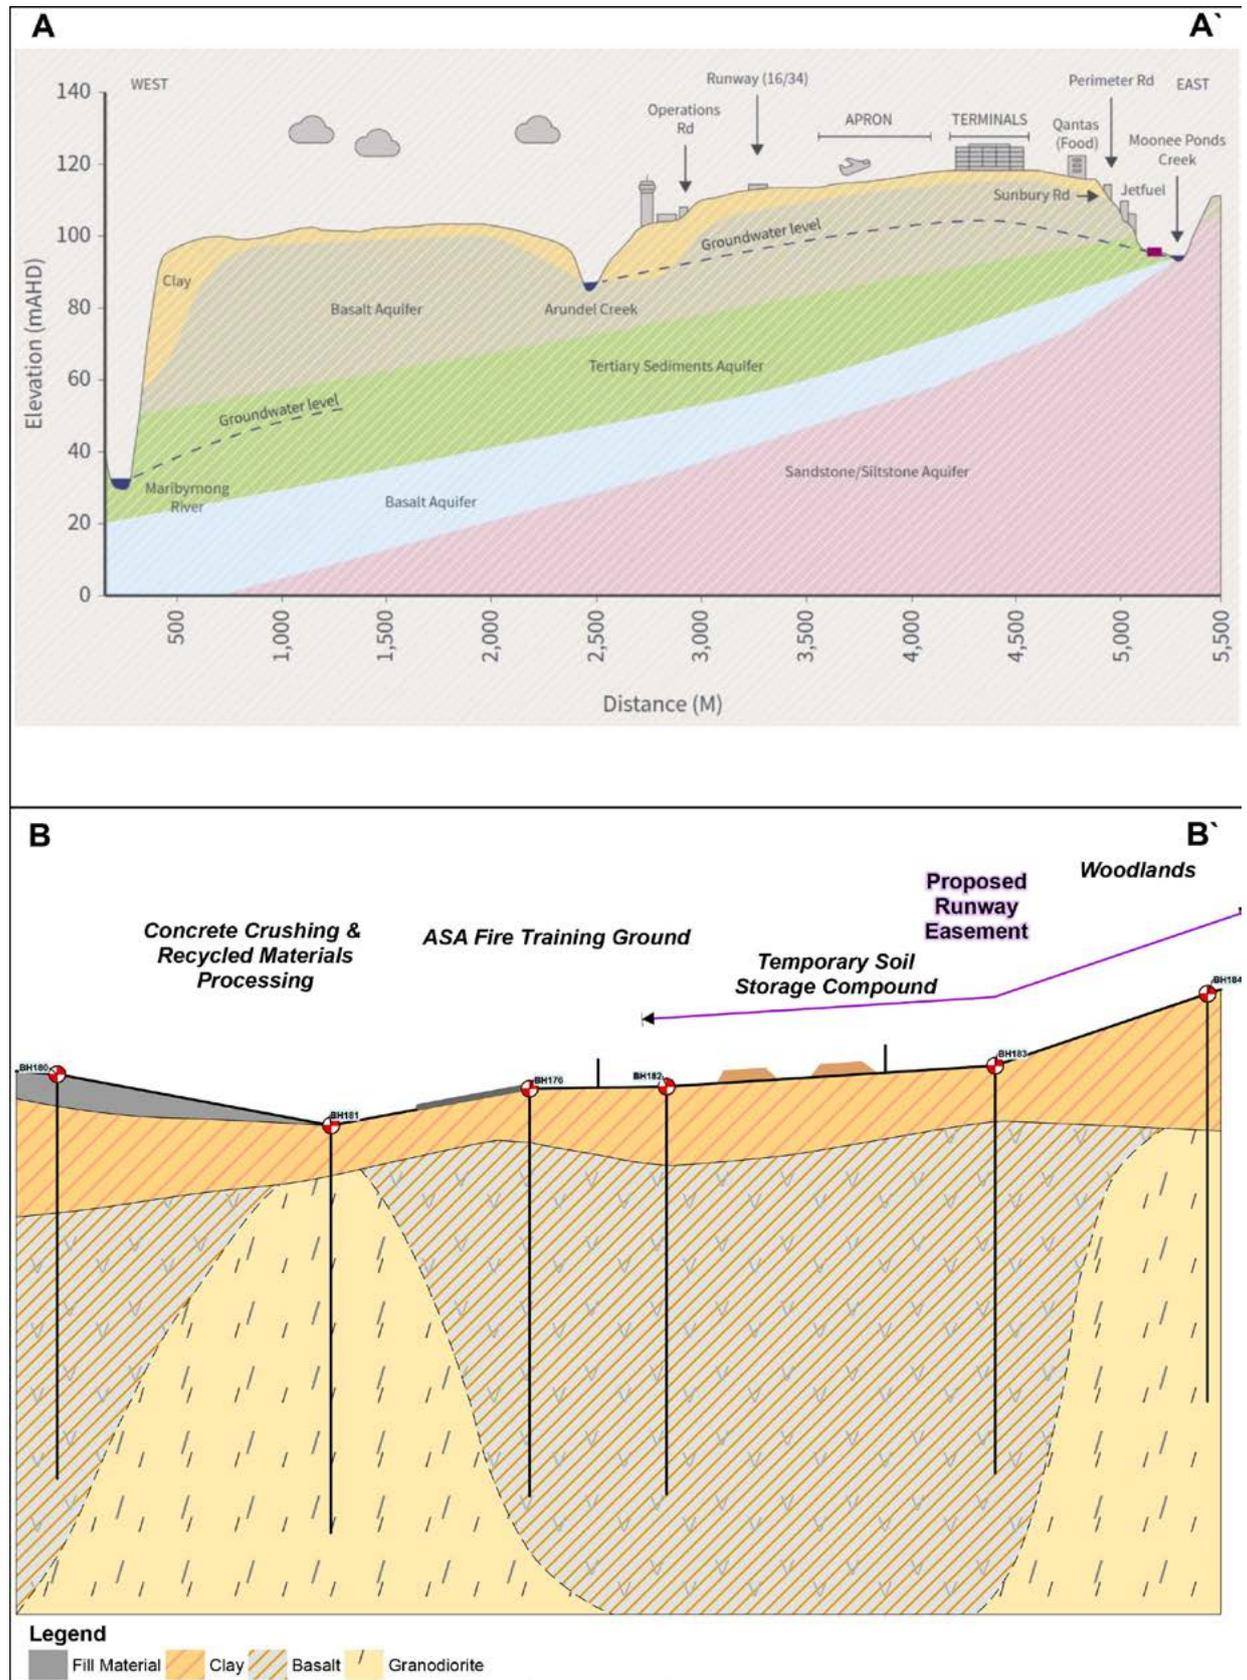 A
A`
WEST
Runway (16/34)
Perimeter Rd
EAST
Operations
Rd
APRON
TERMINALS
Qantas
(Food)
Moonee Ponds
Creek
Sunbury Rd
Jetfuel
Groundwater level
Clay
Basalt Aquifer
Arundel Creek
Tertiary Sediments Aquifer
Groundwater level
Maribyrnong
River
Basalt Aquifer
Sandstone/Siltstone Aquifer
Elevation (mAHD)
140
120
100
80
60
40
20
0
500
1,000
1,500
2,000
2,500
3,000
3,500
4,000
4,500
5,000
5,500
Distance (M)
B
B`
Woodlands
Proposed
Runway
Easement
Concrete Crushing &
Recycled Materials
Processing
ASA Fire Training Ground
Temporary Soil
Storage Compound
BH180
BH181
BH176
BH182
BH183
BH184
Legend
Fill Material
Clay
Basalt
Granodiorite